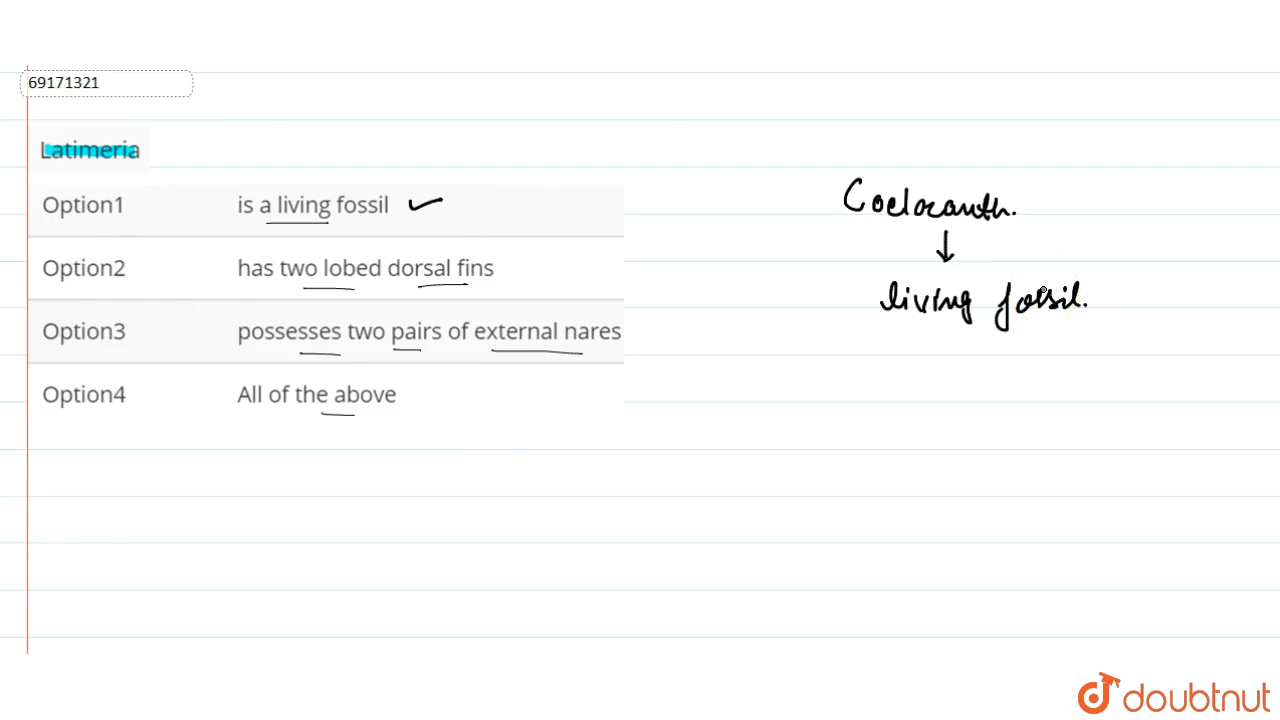 69171321
Latimeria
Option1 is a living fossil
Option2 has two lobed dorsal fins
Option3 possesses two pairs of external nares
Option4 All of the above
Coelocanth.
↓
living fossil.
doubtnut